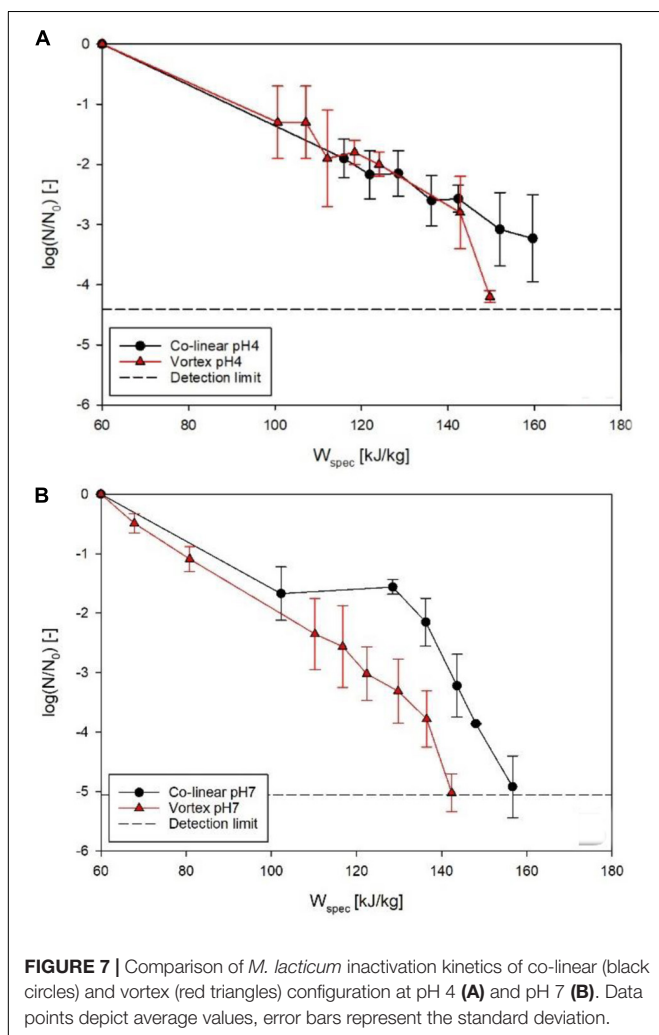 A
0
-1
-2
-3
-4
-5
-6
log(N/N₀) [-]
Co-linear pH4
Vortex pH4
Detection limit
60 80 100 120 140 160 180
W_spec [kJ/kg]
B
0
-1
-2
-3
-4
-5
-6
log(N/N₀) [-]
Co-linear pH7
Vortex pH7
Detection limit
60 80 100 120 140 160 180
W_spec [kJ/kg]
FIGURE 7 | Comparison of M. lacticum inactivation kinetics of co-linear (black
circles) and vortex (red triangles) configuration at pH 4 (A) and pH 7 (B). Data
points depict average values, error bars represent the standard deviation.